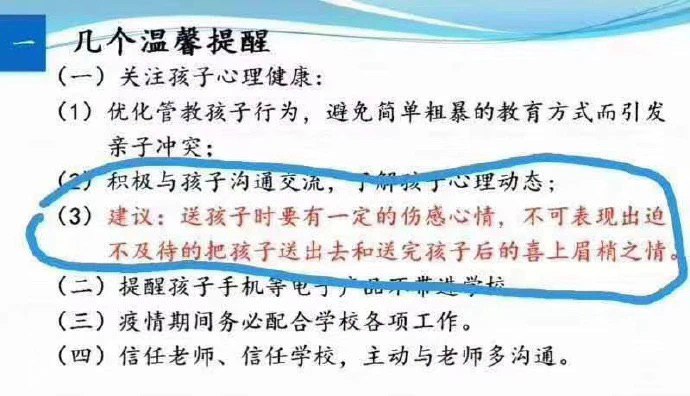 一 几个温馨提醒
（一）关注孩子心理健康：
（1）优化管教孩子行为，避免简单粗暴的教育方式而引发
亲子冲突；
（2）积极与孩子沟通交流，了解孩子心理动态；
（3）建议：送孩子时要有一定的伤感心情，不可表现出迫
不及待的把孩子送出去和送完孩子后的喜上眉梢之情。
（二）提醒孩子手机等电子产品不带进学校
（三）疫情期间务必配合学校各项工作。
（四）信任老师、信任学校，主动与老师多沟通。